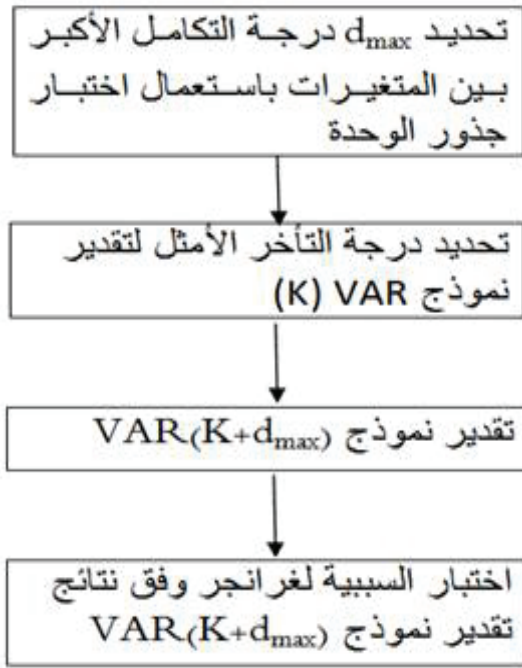 تحديد dmax درجة التكامل الأكبر
بين المتغيرات باستعمال اختبار
جذور الوحدة
تحديد درجة التأخر الأمثل لتقدير
نموذج VAR (K)
تقدير نموذج VAR(K+dmax)
اختبار السببية لغرانجر وفق نتائج
تقدير نموذج VAR(K+dmax)